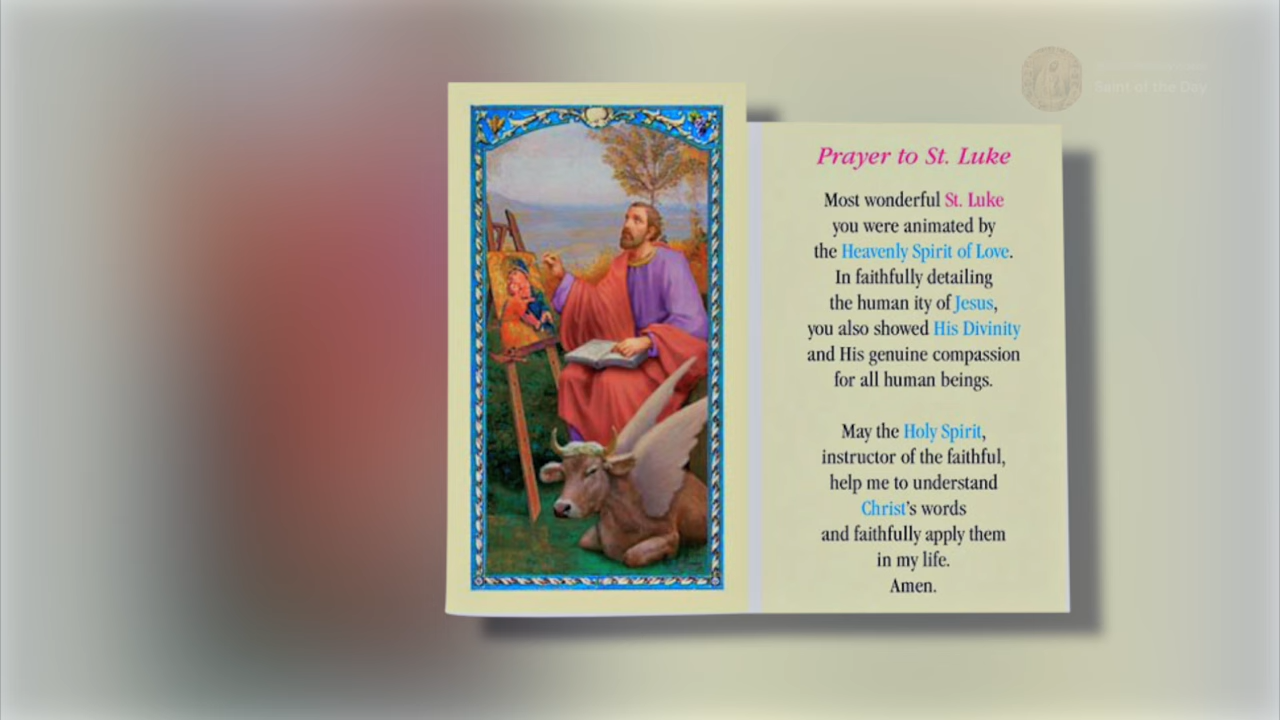 Saint of the Day
Prayer to St. Luke
Most wonderful St. Luke
you were animated by
the Heavenly Spirit of Love.
In faithfully detailing
the human ity of Jesus,
you also showed His Divinity
and His genuine compassion
for all human beings.
May the Holy Spirit,
instructor of the faithful,
help me to understand
Christ's words
and faithfully apply them
in my life.
Amen.